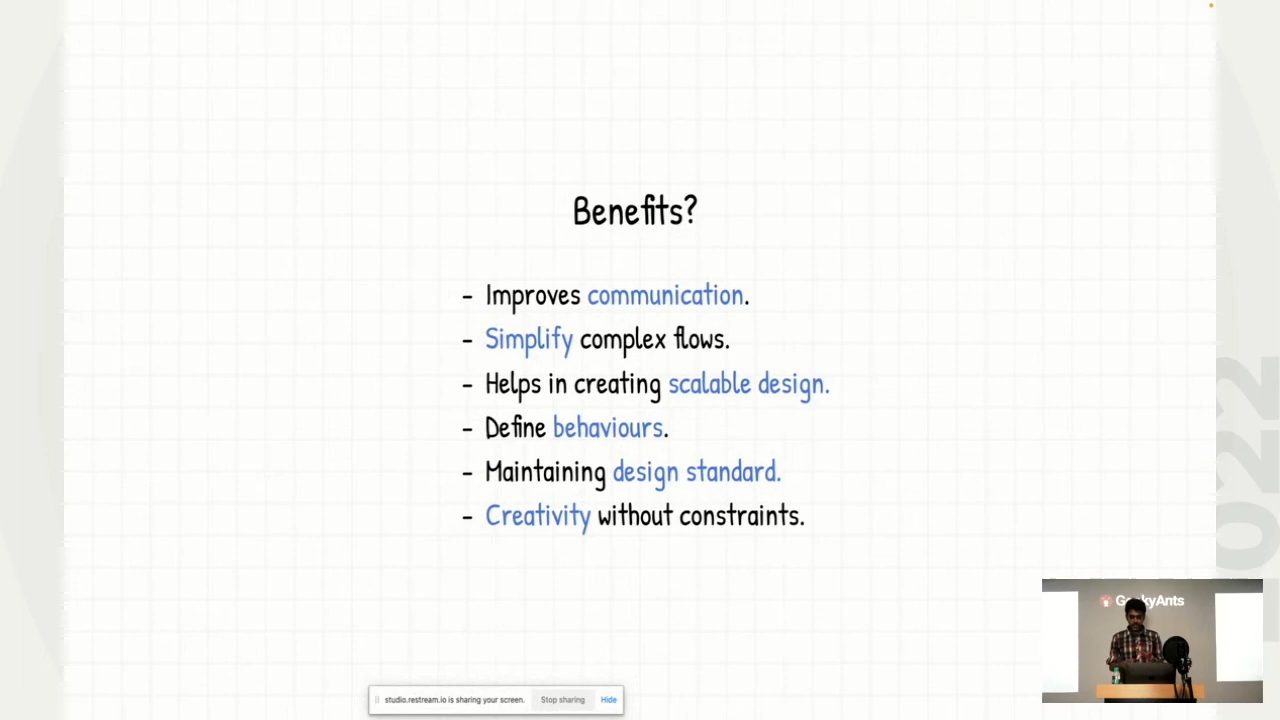 Benefits?
- Improves communication.
- Simplify complex flows.
- Helps in creating scalable design.
- Define behaviours.
- Maintaining design standard.
- Creativity without constraints.
2022
GeekyAnts
studio.restream.io is sharing your screen. Stop sharing Hide